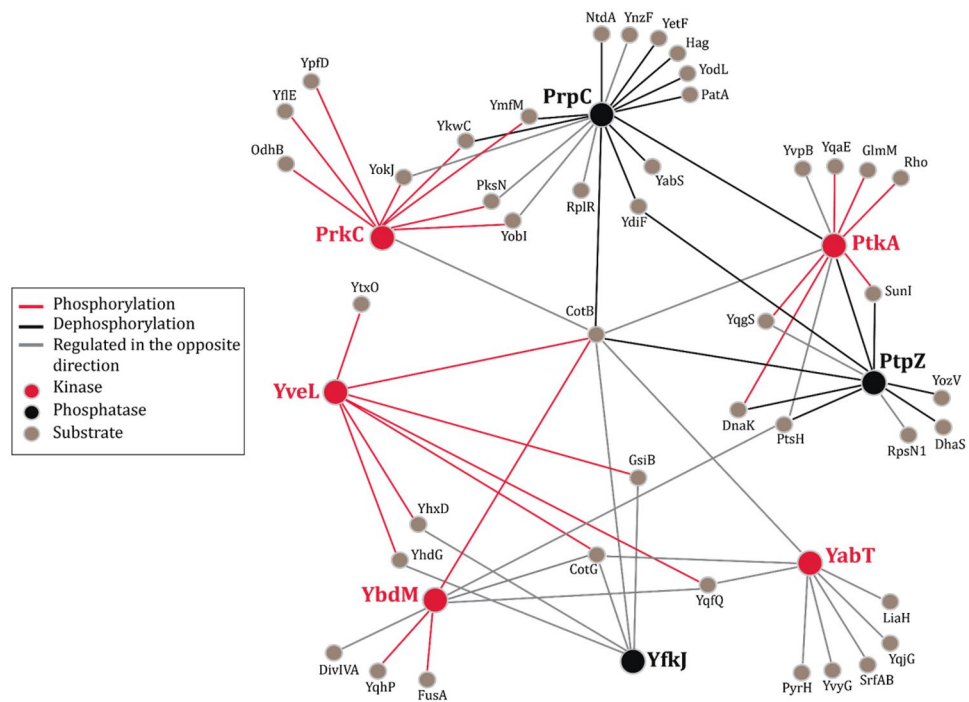 NtdA
YnzF
YetF
Hag
YodL
PatA
PrpC
YpfD
YflE
YmfM
YkwC
OdhB
YokJ
PksN
RplR
YabS
YdiF
YobI
PrkC
YvpB
YqaE
GlmM
Rho
PtkA
SunI
YqgS
CotB
PtpZ
YozV
DhaS
RpsN1
DnaK
PtsH
Phosphorylation
Dephosphorylation
Regulated in the opposite
direction
Kinase
Phosphatase
Substrate
YtxO
YveL
GsiB
YhxD
YhdG
CotG
YqfQ
YabT
YbdM
LiaH
YqjG
SrfAB
YvyG
PyrH
YfkJ
DivIVA
YqhP
FusA